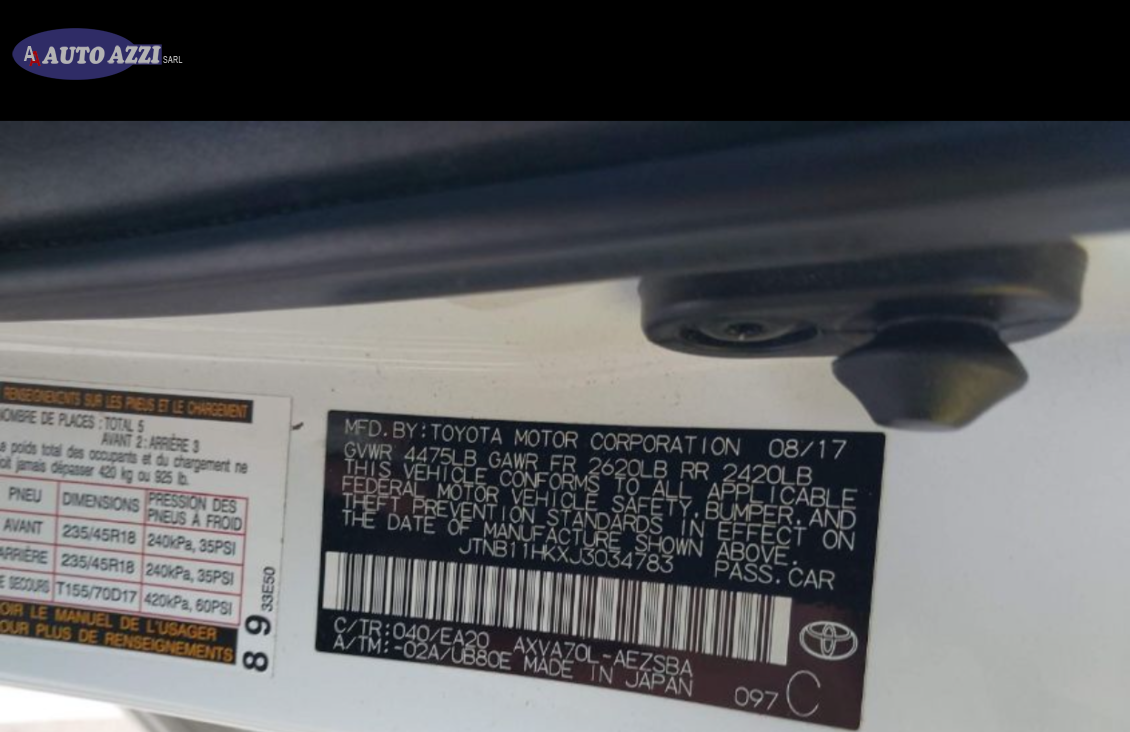 A AUTO AZZI SARL
RENSEIGNEMENTS SUR LES PNEUS ET LE CHARGEMENT
NOMBRE DE PLACES : TOTAL 5
AVANT 2 : ARRIÈRE 3
poids total des occupants et du chargement ne
doit jamais dépasser 420 kg ou 925 lb.
PNEU DIMENSIONS PRESSION DES PNEUS À FROID
AVANT 235/45R18 240kPa, 35PSI
ARRIÈRE 235/45R18 240kPa, 35PSI
DE SECOURS T155/70D17 420kPa, 60PSI
VOIR LE MANUEL DE L'USAGER
POUR PLUS DE RENSEIGNEMENTS
33E50
8 9
MFD. BY: TOYOTA MOTOR CORPORATION 08/17
GVWR 4475LB GAWR FR 2620LB RR 2420LB
THIS VEHICLE CONFORMS TO ALL APPLICABLE
FEDERAL MOTOR VEHICLE SAFETY, BUMPER, AND
THEFT PREVENTION STANDARDS IN EFFECT ON
THE DATE OF MANUFACTURE SHOWN ABOVE.
JTNB11HKXJ3034783 PASS. CAR
C/TR: 040/EA20 AXVA70L-AEZSBA
A/TM: -02A/UB80E MADE IN JAPAN
097 C